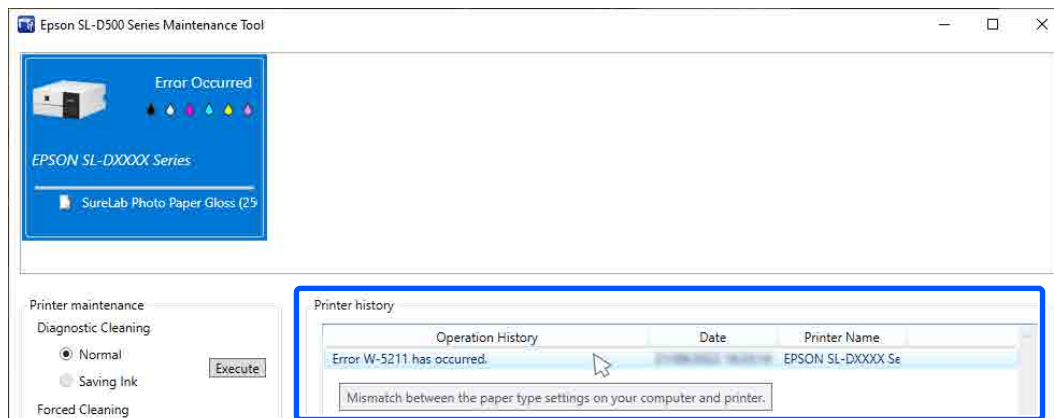 Epson SL-D500 Series Maintenance Tool
Error Occurred
EPSON SL-DXXXX Series
SureLab Photo Paper Gloss (25
Printer maintenance
Diagnostic Cleaning
Normal
Saving Ink
Execute
Forced Cleaning
Printer history
Operation History Date Printer Name
Error W-5211 has occurred. EPSON SL-DXXXX Se
Mismatch between the paper type settings on your computer and printer.